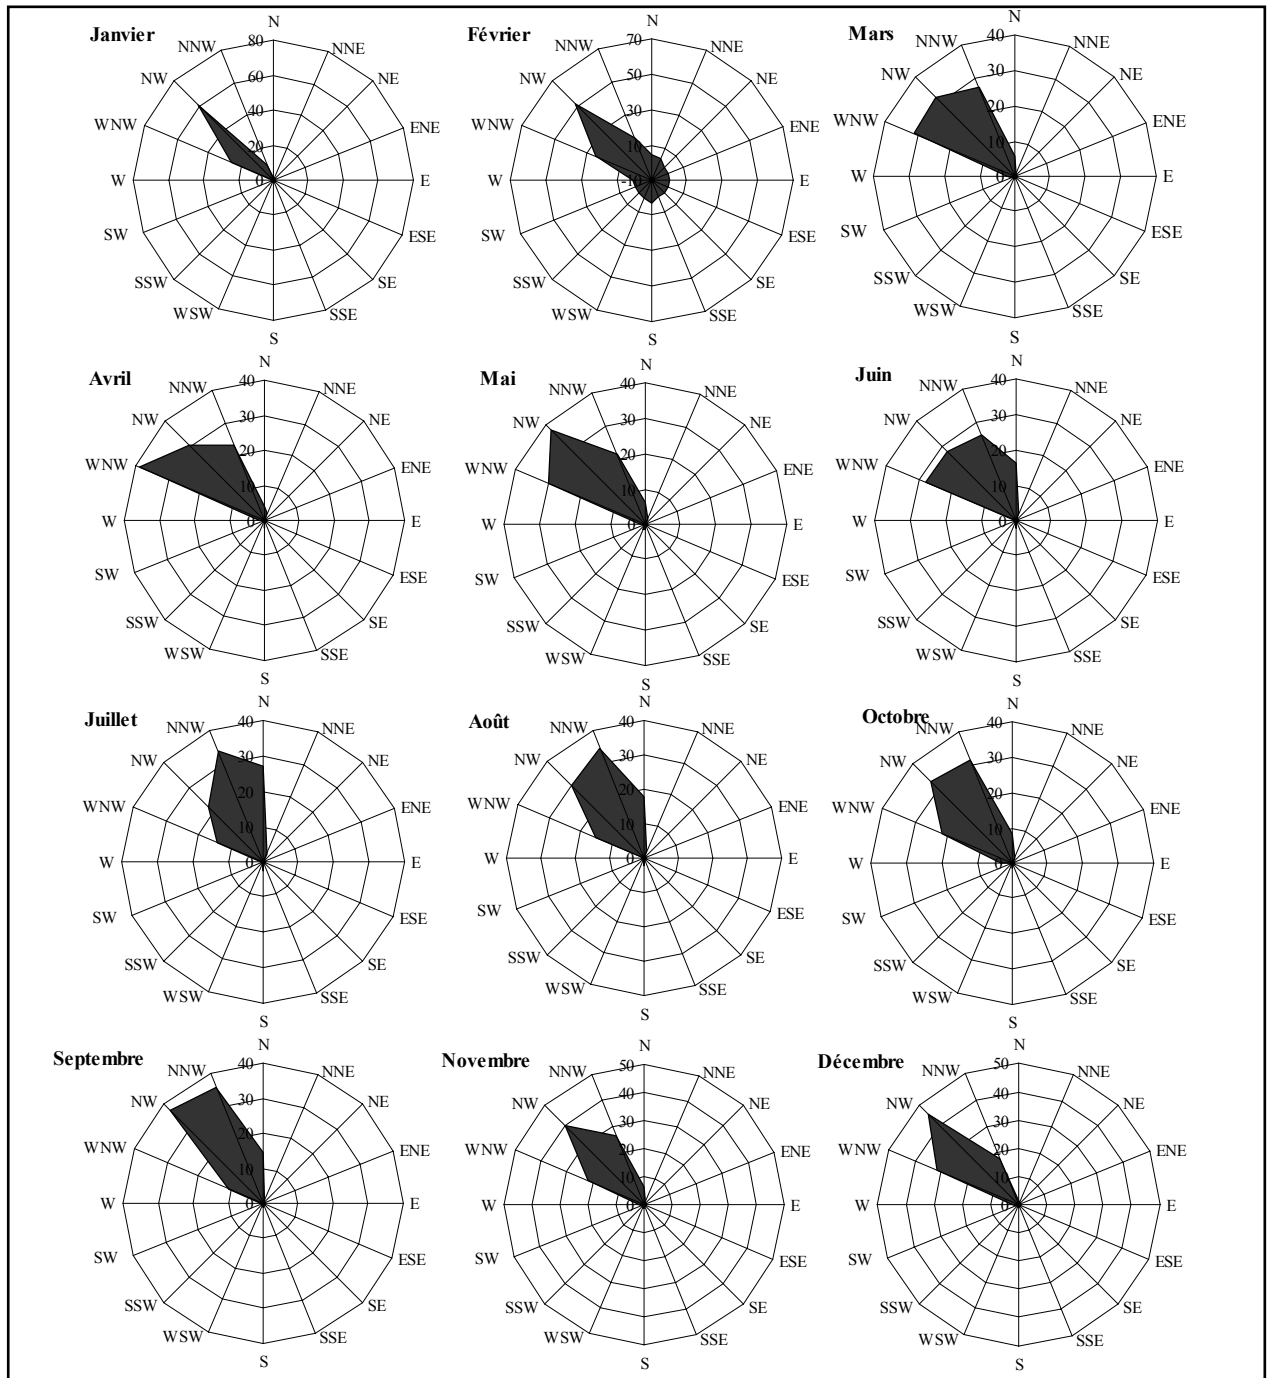 Janvier
N
NNE
NE
ENE
E
ESE
SE
SSE
S
WSW
SSW
SW
W
WNW
NW
NNW
80
60
40
20
0
Février
N
NNE
NE
ENE
E
ESE
SE
SSE
S
WSW
SSW
SW
W
WNW
NW
NNW
70
50
30
10
-10
Mars
N
NNE
NE
ENE
E
ESE
SE
SSE
S
WSW
SSW
SW
W
WNW
NW
NNW
40
30
20
10
0
Avril
N
NNE
NE
ENE
E
ESE
SE
SSE
S
WSW
SSW
SW
W
WNW
NW
NNW
40
30
20
10
0
Mai
N
NNE
NE
ENE
E
ESE
SE
SSE
S
WSW
SSW
SW
W
WNW
NW
NNW
40
30
20
10
0
Juin
N
NNE
NE
ENE
E
ESE
SE
SSE
S
WSW
SSW
SW
W
WNW
NW
NNW
40
30
20
10
0
Juillet
N
NNE
NE
ENE
E
ESE
SE
SSE
S
WSW
SSW
SW
W
WNW
NW
NNW
40
30
20
10
0
Août
N
NNE
NE
ENE
E
ESE
SE
SSE
S
WSW
SSW
SW
W
WNW
NW
NNW
40
30
20
10
0
Octobre
N
NNE
NE
ENE
E
ESE
SE
SSE
S
WSW
SSW
SW
W
WNW
NW
NNW
40
30
20
10
0
Septembre
N
NNE
NE
ENE
E
ESE
SE
SSE
S
WSW
SSW
SW
W
WNW
NW
NNW
40
30
20
10
0
Novembre
N
NNE
NE
ENE
E
ESE
SE
SSE
S
WSW
SSW
SW
W
WNW
NW
NNW
50
40
30
20
10
0
Décembre
N
NNE
NE
ENE
E
ESE
SE
SSE
S
WSW
SSW
SW
W
WNW
NW
NNW
50
40
30
20
10
0